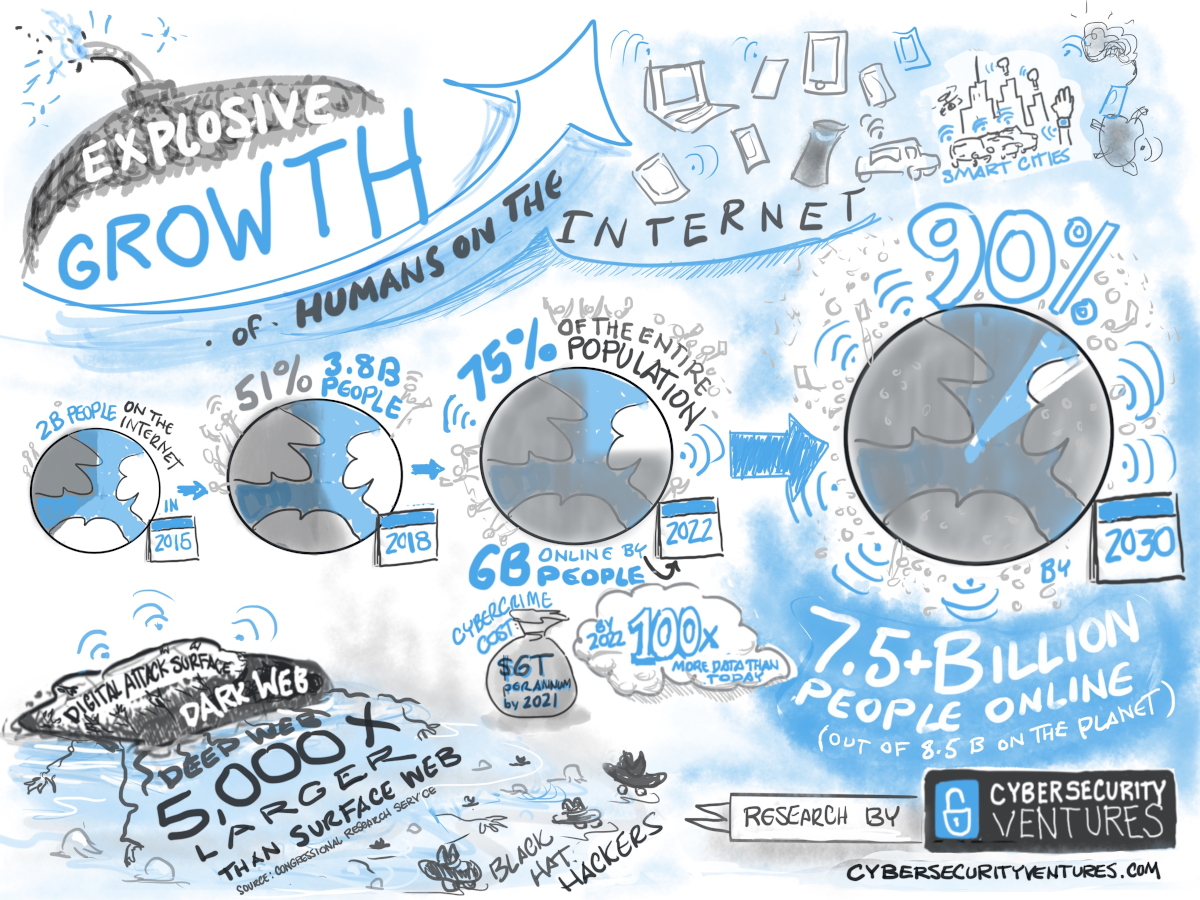 EXPLOSIVE
GROWTH
of. HUMANS ON THE
INTERNET
SMART CITIES
2B PEOPLE ON THE
INTERNET
IN
2015
51% 3.8B
PEOPLE
2018
75% OF THE ENTIRE
POPULATION
2022
6B ONLINE BY
PEOPLE
90%
BY
2030
7.5+BILLION
PEOPLE ONLINE
(OUT OF 8.5 B ON THE PLANET)
CYBERCRIME
COST:
$6T
PER ANNUM
by 2021
BY
2022
100x
MORE DATA THAN
TODAY
DIGITAL ATTACK SURFACE
DARK WEB
DEEP WEB
5,000 X
LARGER
THAN SURFACE WEB
SOURCE: CONGRESSIONAL RESEARCH SERVICE
BLACK
HAT
HACKERS
RESEARCH BY
CYBERSECURITY
VENTURES
CYBERSECURITYVENTURES.COM